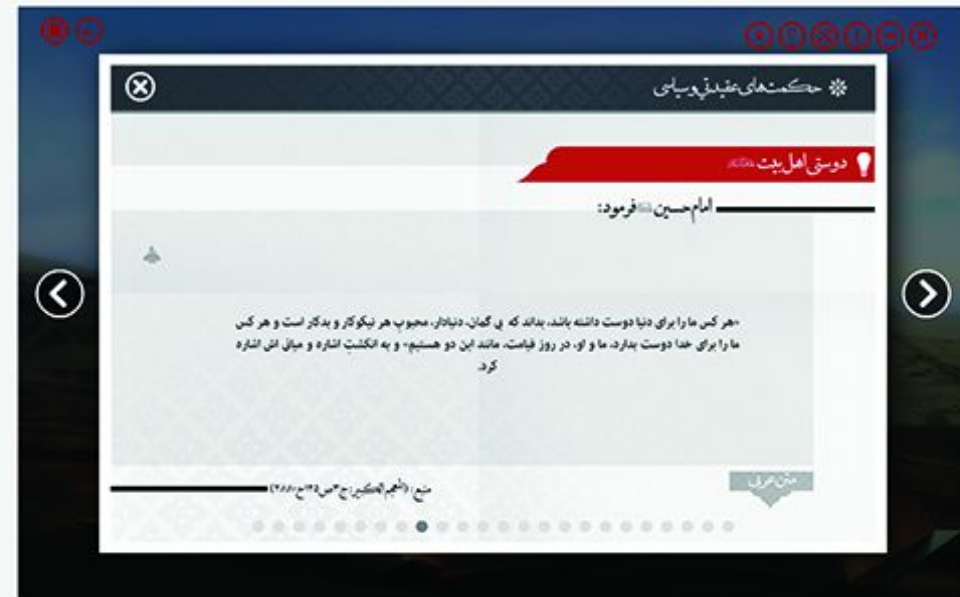 حکمت‌های عقیدتی و سیاسی
دوستی اهل بیت
امام حسین فرمود:
«هر کس ما را برای دنیا دوست داشته باشد، بداند که بی گمان، دنیادار، محبوبِ هر نیکوکار و بدکار است و هر کس
ما را برای خدا دوست بدارد، ما و او، در روز قیامت، مانند این دو هستیم» و به انگشتِ اشاره و میانی اش اشاره
کرد.
متن عربی
منبع: (المعجم الکبیر: ج۳ ص۱۲۵ ح۲۸۸۰)